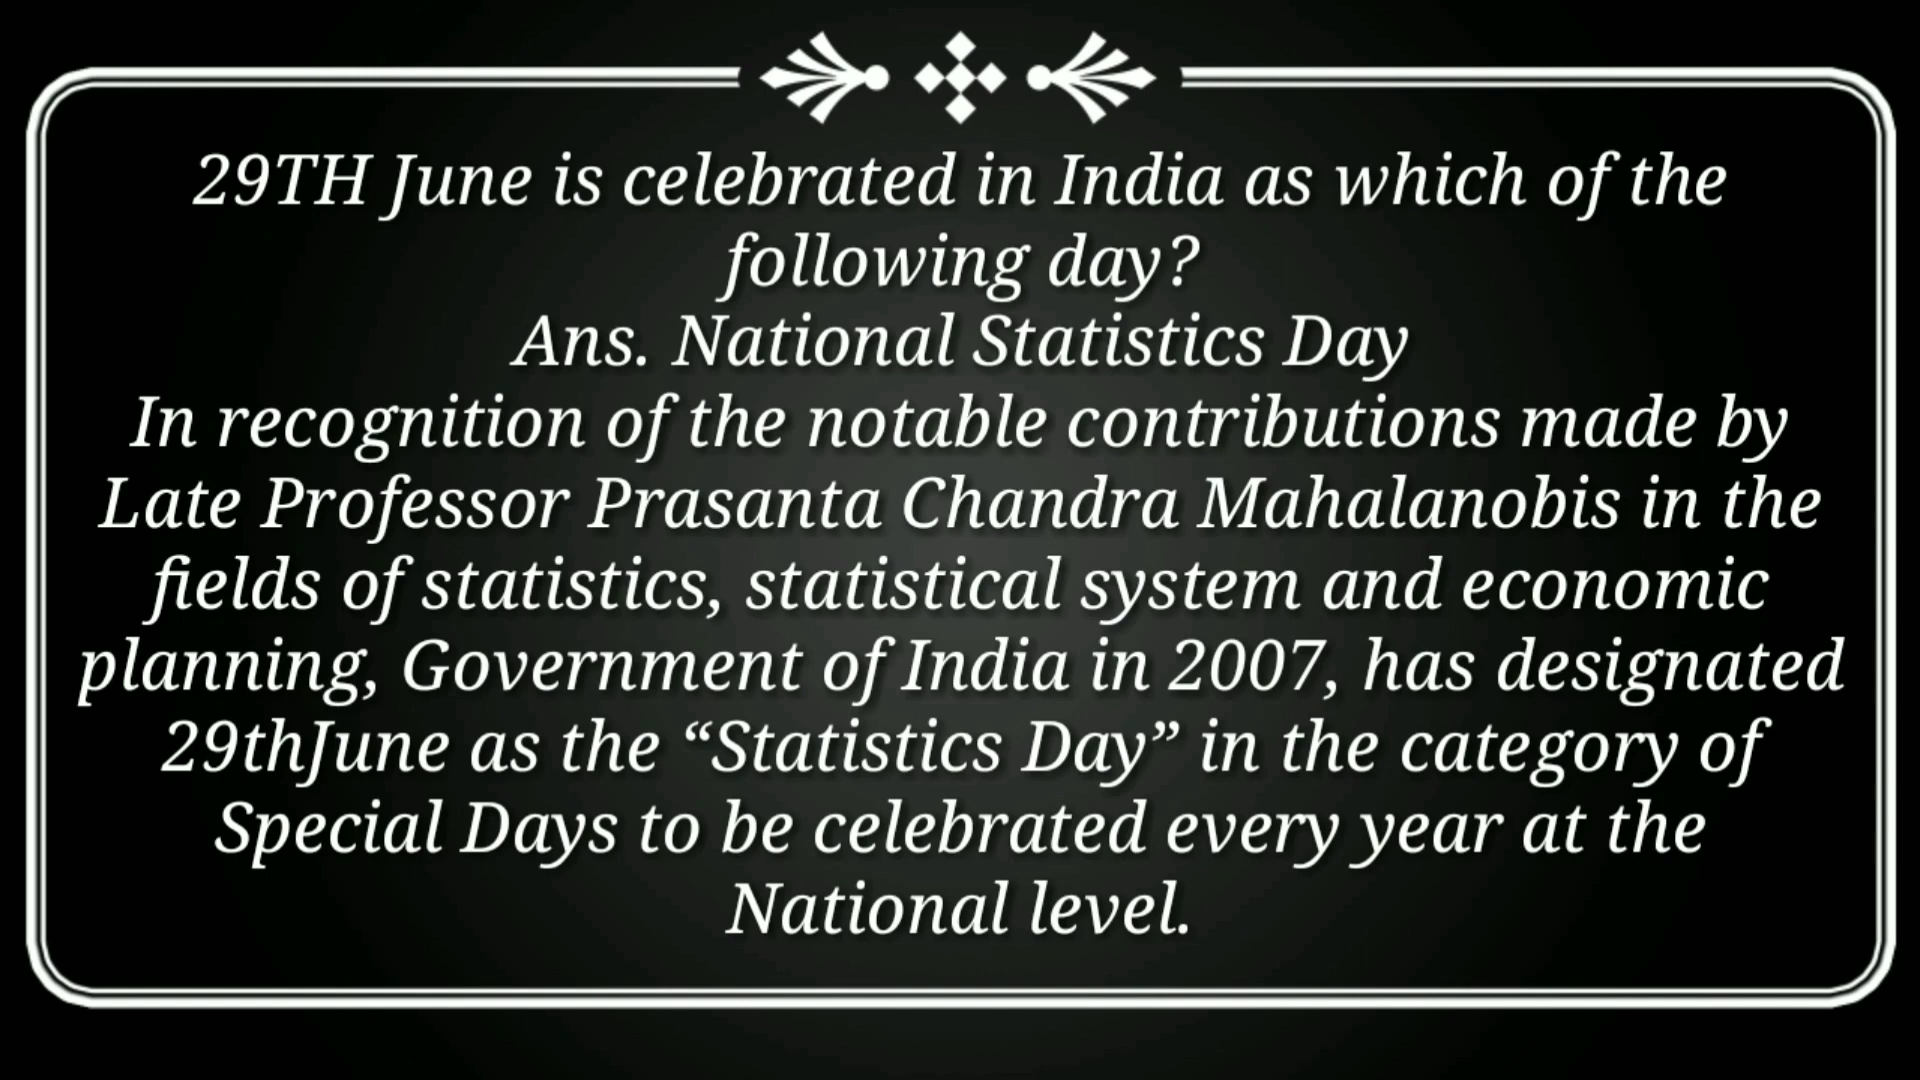 29TH June is celebrated in India as which of the
following day?
Ans. National Statistics Day
In recognition of the notable contributions made by
Late Professor Prasanta Chandra Mahalanobis in the
fields of statistics, statistical system and economic
planning, Government of India in 2007, has designated
29thJune as the “Statistics Day” in the category of
Special Days to be celebrated every year at the
National level.